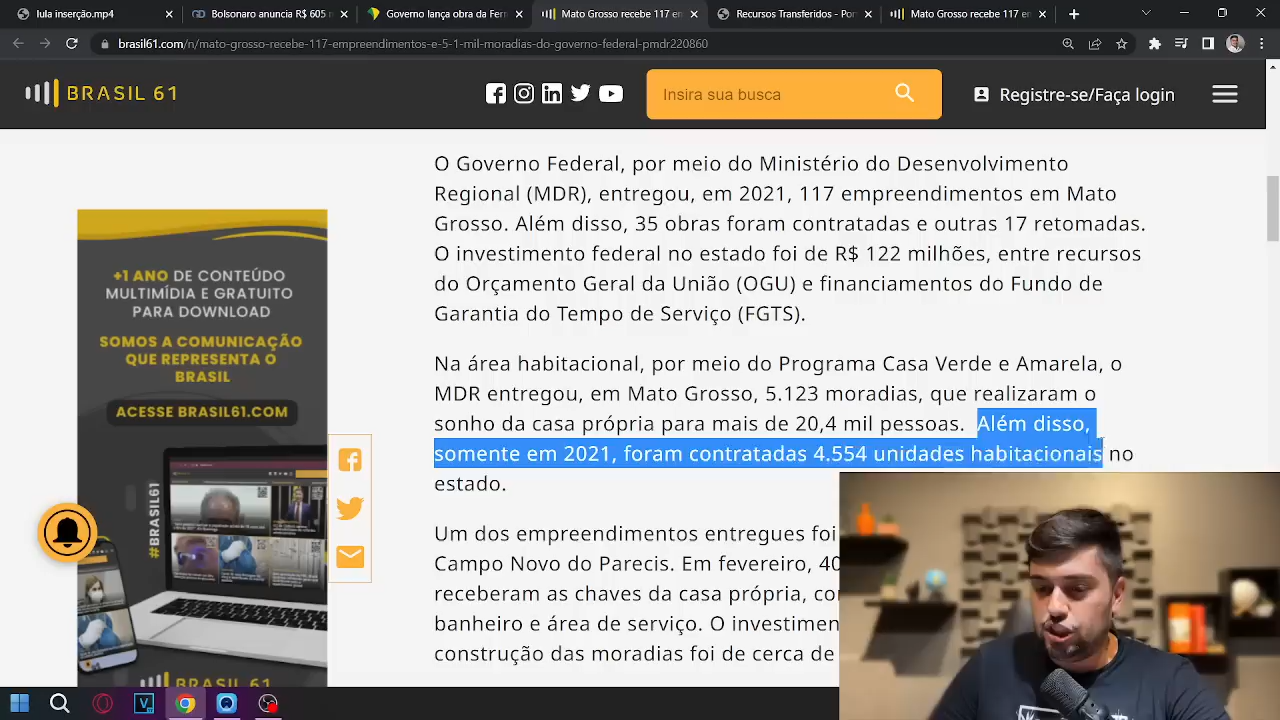 lula inserção.mp4
Bolsonaro anuncia R$ 605 m
Governo lança obra da Ferr
Mato Grosso recebe 117 em
Recursos Transferidos - Por
Mato Grosso recebe 117 em
brasil61.com/n/mato-grosso-recebe-117-empreendimentos-e-5-1-mil-moradias-do-governo-federal-pmdr220860
BRASIL 61
Insira sua busca
Registre-se/Faça login
O Governo Federal, por meio do Ministério do Desenvolvimento
Regional (MDR), entregou, em 2021, 117 empreendimentos em Mato
Grosso. Além disso, 35 obras foram contratadas e outras 17 retomadas.
O investimento federal no estado foi de R$ 122 milhões, entre recursos
do Orçamento Geral da União (OGU) e financiamentos do Fundo de
Garantia do Tempo de Serviço (FGTS).
Na área habitacional, por meio do Programa Casa Verde e Amarela, o
MDR entregou, em Mato Grosso, 5.123 moradias, que realizaram o
sonho da casa própria para mais de 20,4 mil pessoas. Além disso,
somente em 2021, foram contratadas 4.554 unidades habitacionais no
estado.
Um dos empreendimentos entregues foi
Campo Novo do Parecis. Em fevereiro, 40
receberam as chaves da casa própria, co
banheiro e área de serviço. O investimen
construção das moradias foi de cerca de
+1 ANO DE CONTEÚDO
MULTIMÍDIA E GRATUITO
PARA DOWNLOAD
SOMOS A COMUNICAÇÃO
QUE REPRESENTA O
BRASIL
ACESSE BRASIL61.COM
#BRASIL61
BRASIL 61